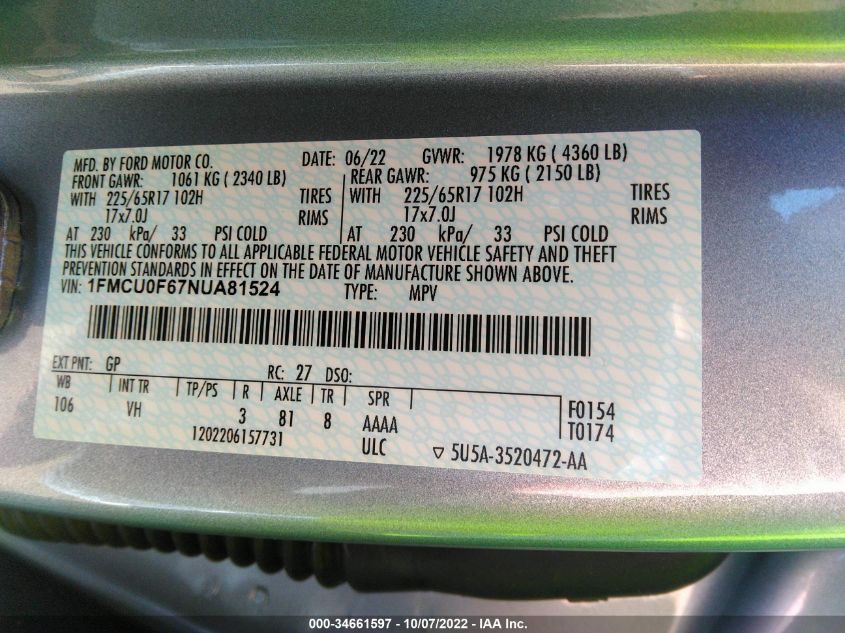 MFD. BY FORD MOTOR CO. DATE: 06/22 GVWR: 1978 KG ( 4360 LB)
FRONT GAWR: 1061 KG ( 2340 LB) REAR GAWR: 975 KG ( 2150 LB)
WITH 225/65R17 102H TIRES WITH 225/65R17 102H TIRES
17x7.0J RIMS 17x7.0J RIMS
AT 230 kPa/ 33 PSI COLD AT 230 kPa/ 33 PSI COLD
THIS VEHICLE CONFORMS TO ALL APPLICABLE FEDERAL MOTOR VEHICLE SAFETY AND THEFT
PREVENTION STANDARDS IN EFFECT ON THE DATE OF MANUFACTURE SHOWN ABOVE.
VIN: 1FMCU0F67NUA81524 TYPE: MPV
EXT PNT: GP RC: 27 DSO:
WB INT TR TP/PS R AXLE TR SPR
106 VH 3 81 8 AAAA F0154
1202206157731 ULC T0174
▽ 5U5A-3520472-AA
000-34661597 - 10/07/2022 - IAA Inc.